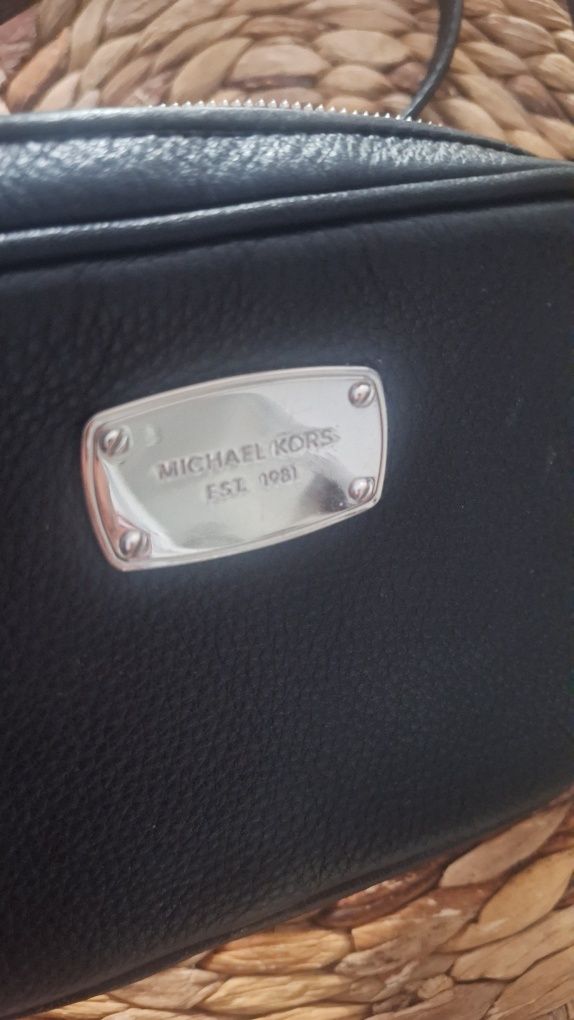 MICHAEL KORS
EST. 1981